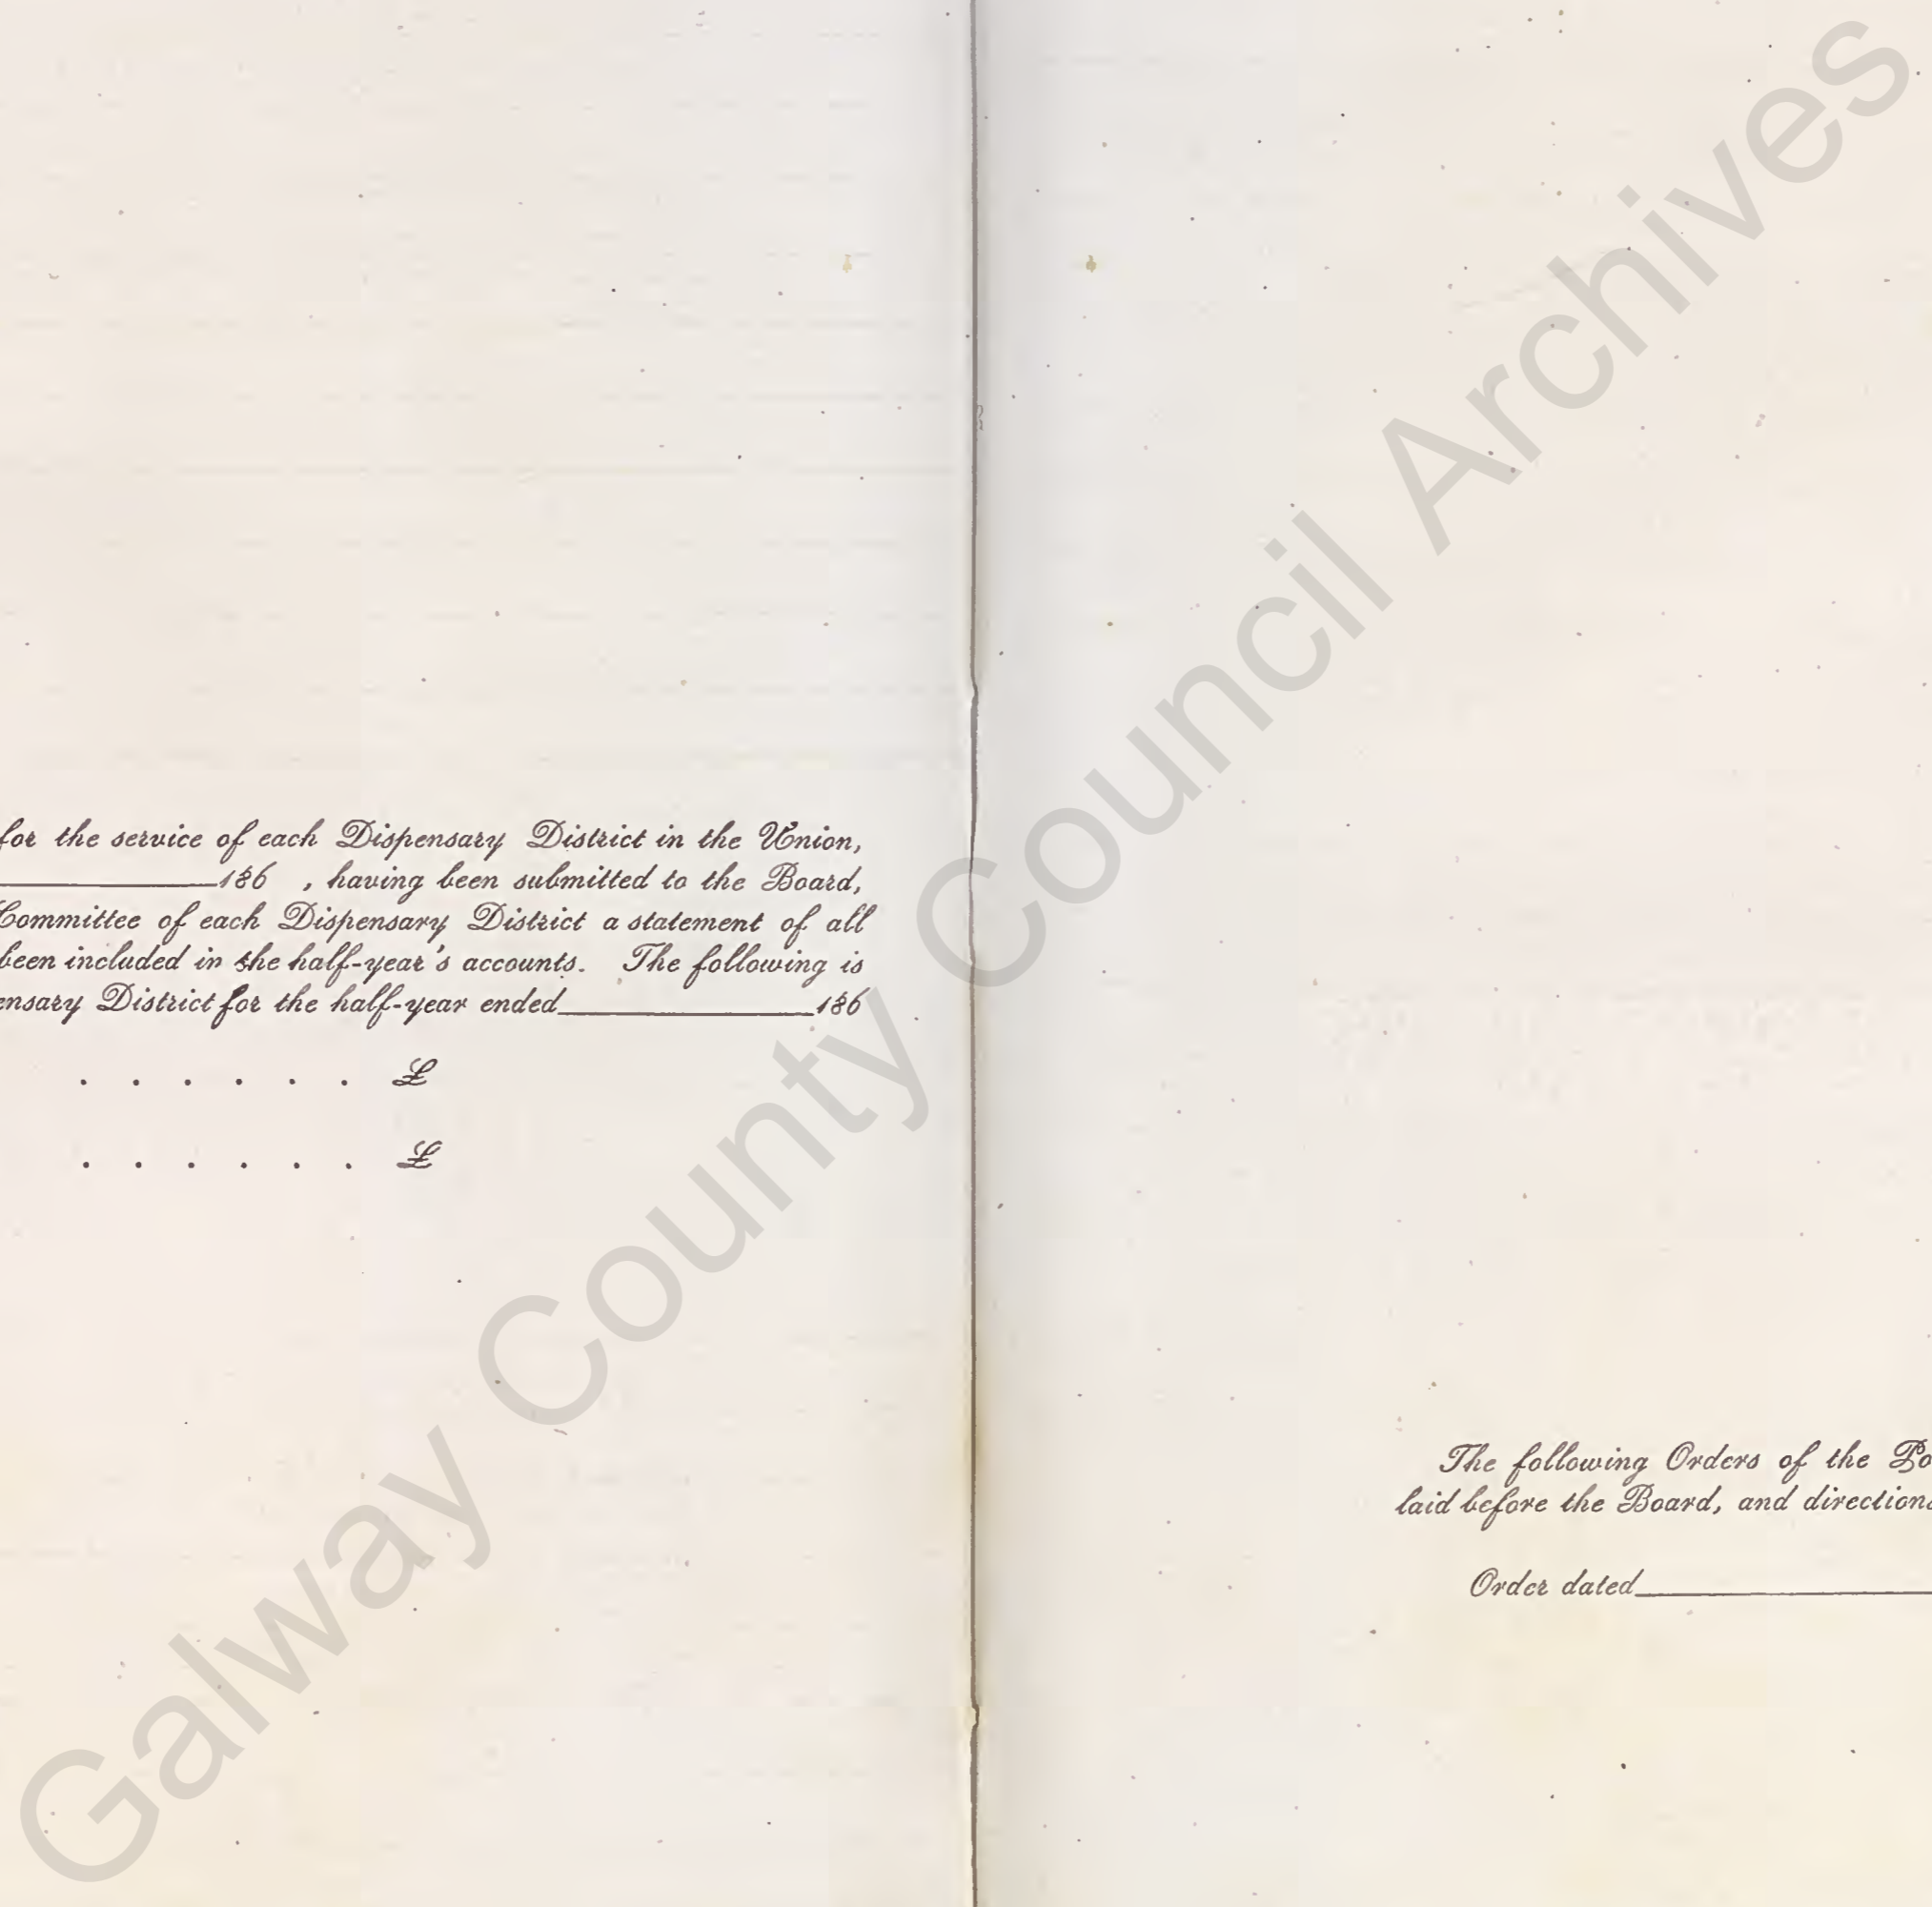 for the service of each Dispensary District in the Union,
186 , having been submitted to the Board,
Committee of each Dispensary District a statement of all
been included in the half-year's accounts. The following is
ensary District for the half-year ended 186
. . . . . . £
. . . . . . £
The following Orders of the Po
laid before the Board, and directions
Order dated
Galway County Council Archives